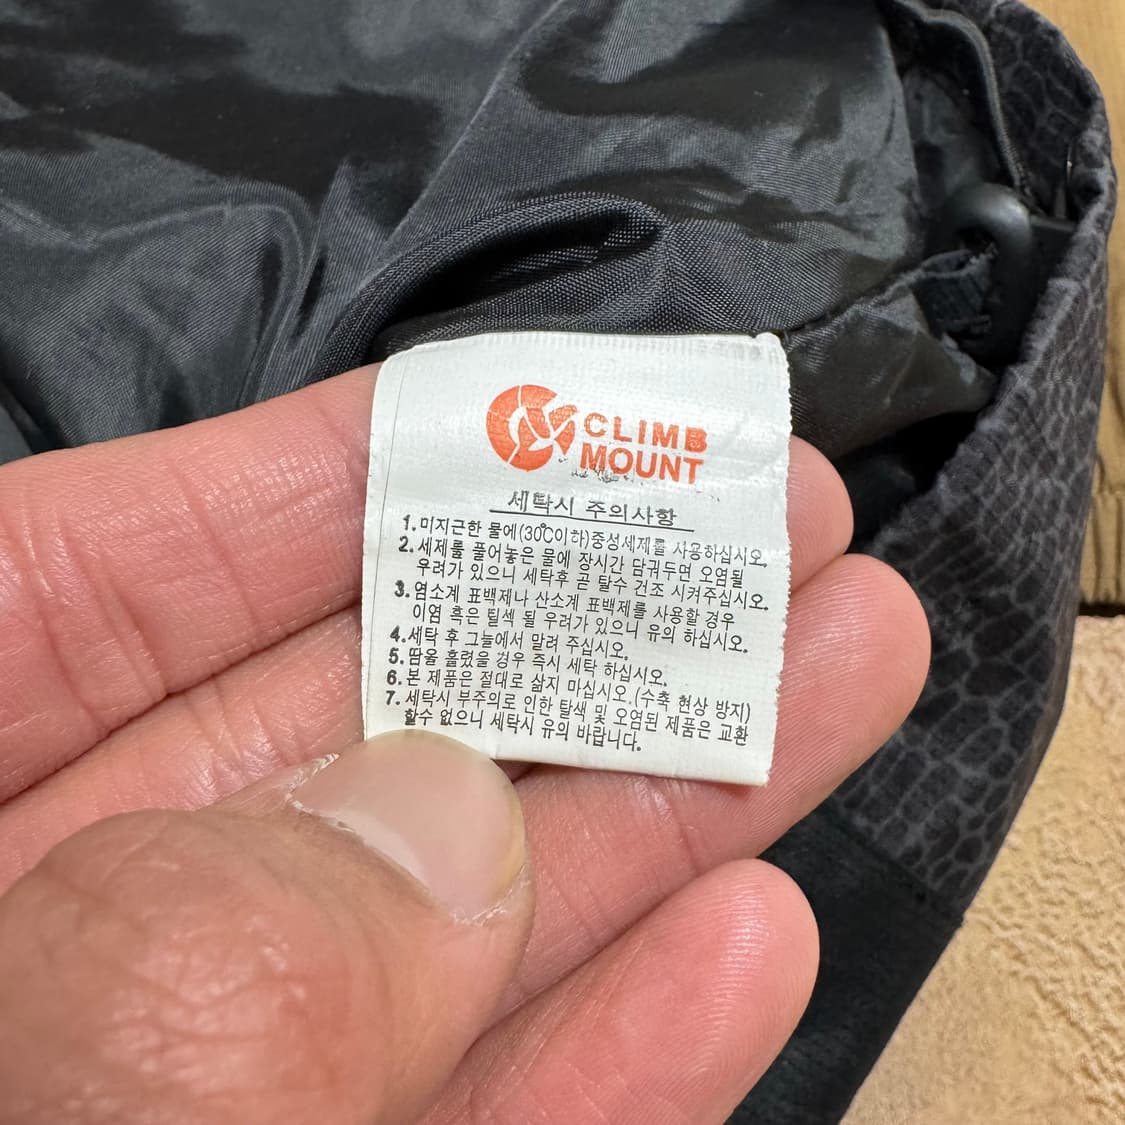 CLIMB
MOUNT
세탁시 주의사항
1. 미지근한 물에(30℃이하)중성세제를 사용하십시오.
2. 세제를 풀어놓은 물에 장시간 담궈두면 오염될
우려가 있으니 세탁후 곧 탈수 건조 시켜주십시오.
3. 염소계 표백제나 산소계 표백제를 사용할 경우
이염 혹은 틸색 될 우려가 있으니 유의 하십시오.
4. 세탁 후 그늘에서 말려 주십시오.
5. 땀을 흘렸을 경우 즉시 세탁 하십시오.
6. 본 제품은 절대로 삶지 마십시오.(수축 현상 방지)
7. 세탁시 부주의로 인한 탈색 및 오염된 제품은 교환
할수 없으니 세탁시 유의 바랍니다.